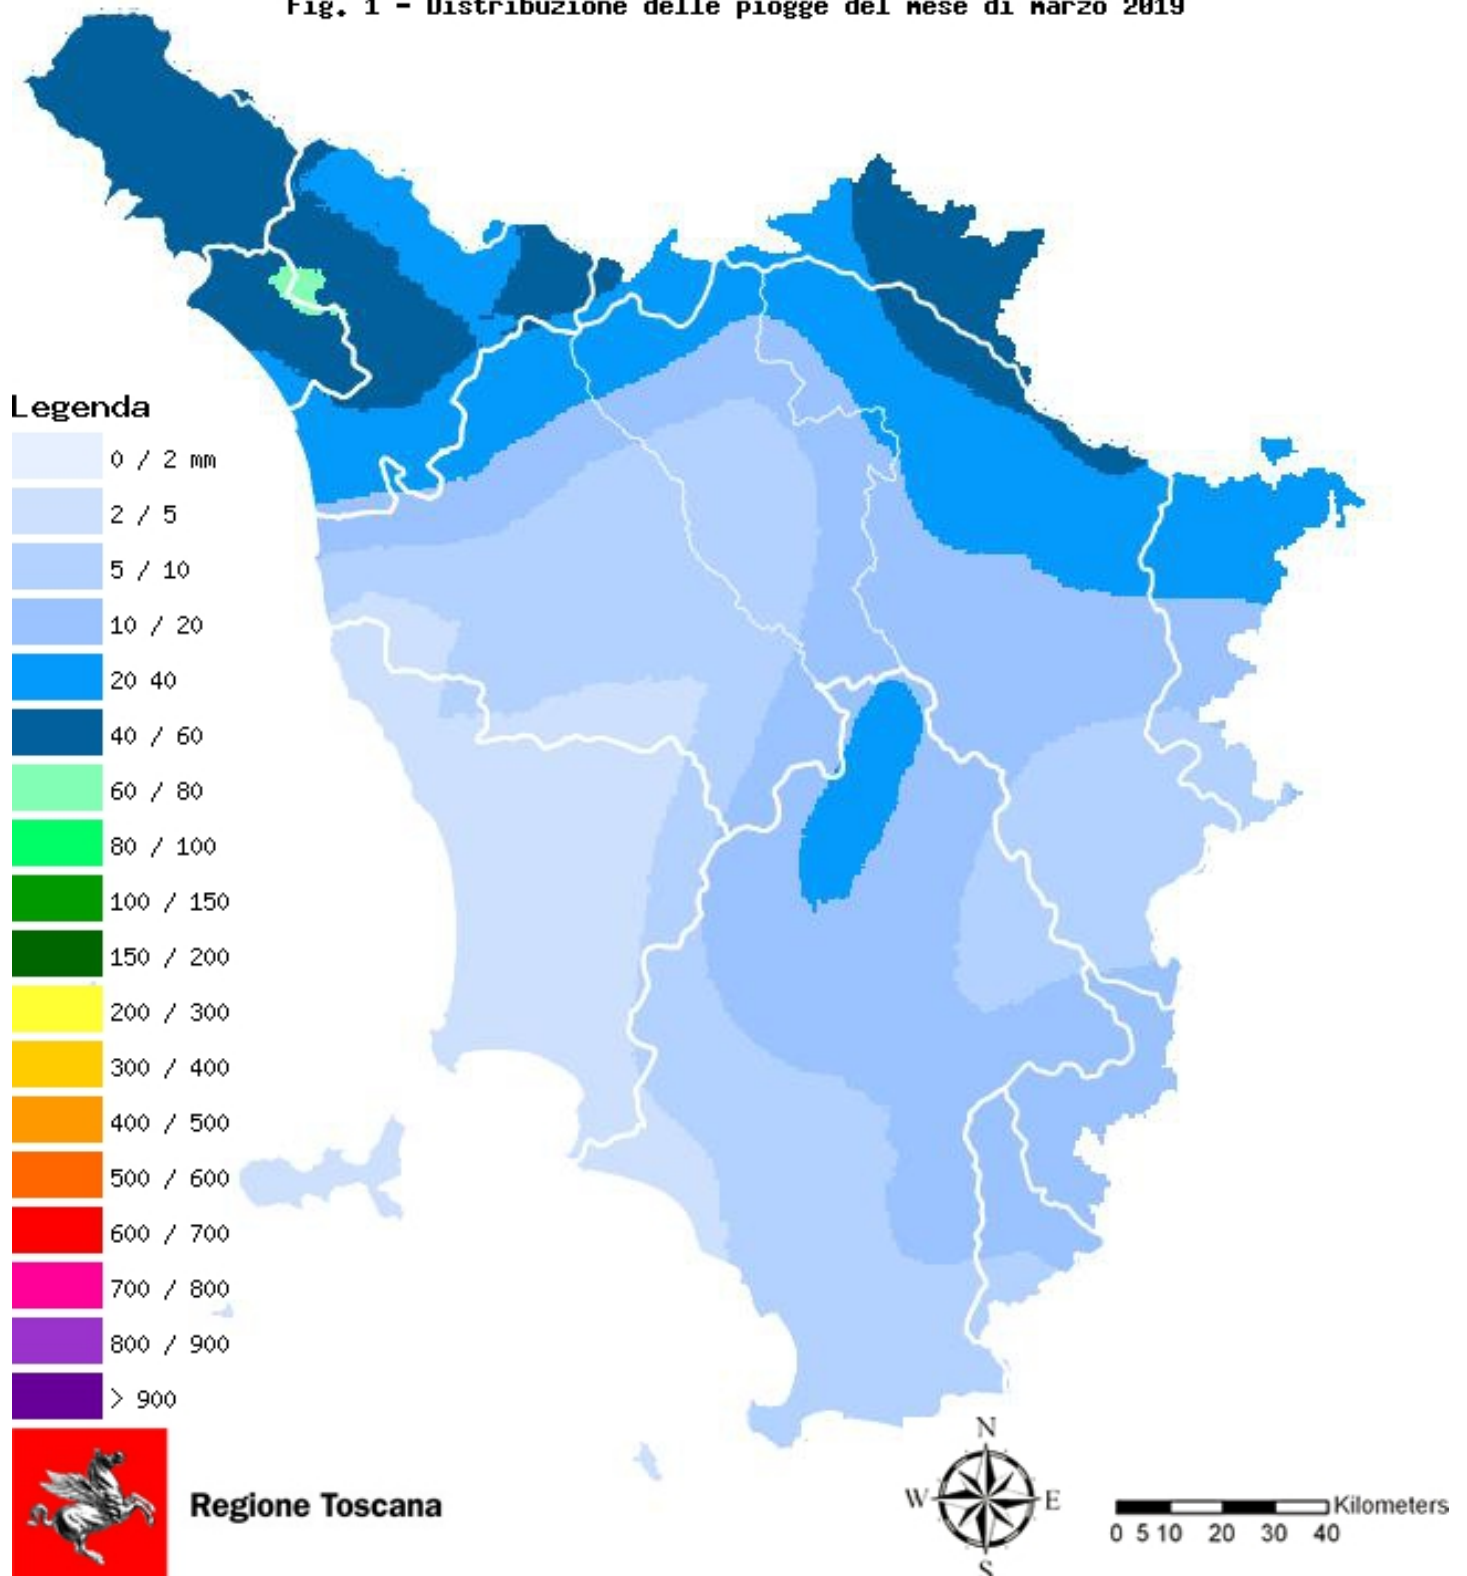 Fig. 1 - Distribuzione delle piogge del mese di marzo 2019
Legenda
0 / 2 mm
2 / 5
5 / 10
10 / 20
20 40
40 / 60
60 / 80
80 / 100
100 / 150
150 / 200
200 / 300
300 / 400
400 / 500
500 / 600
600 / 700
700 / 800
800 / 900
> 900
Regione Toscana
N
W E
S
Kilometers
0 5 10 20 30 40